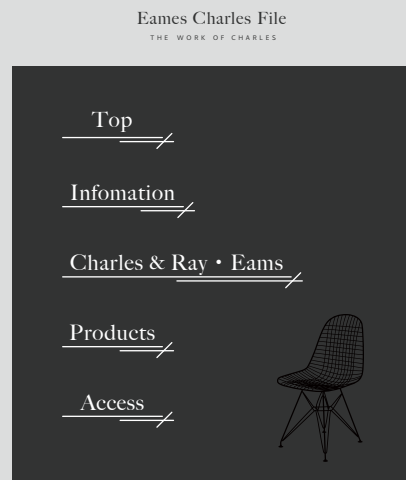 Eames Charles File
THE WORK OF CHARLES
Top
Infomation
Charles & Ray・Eams
Products
Access